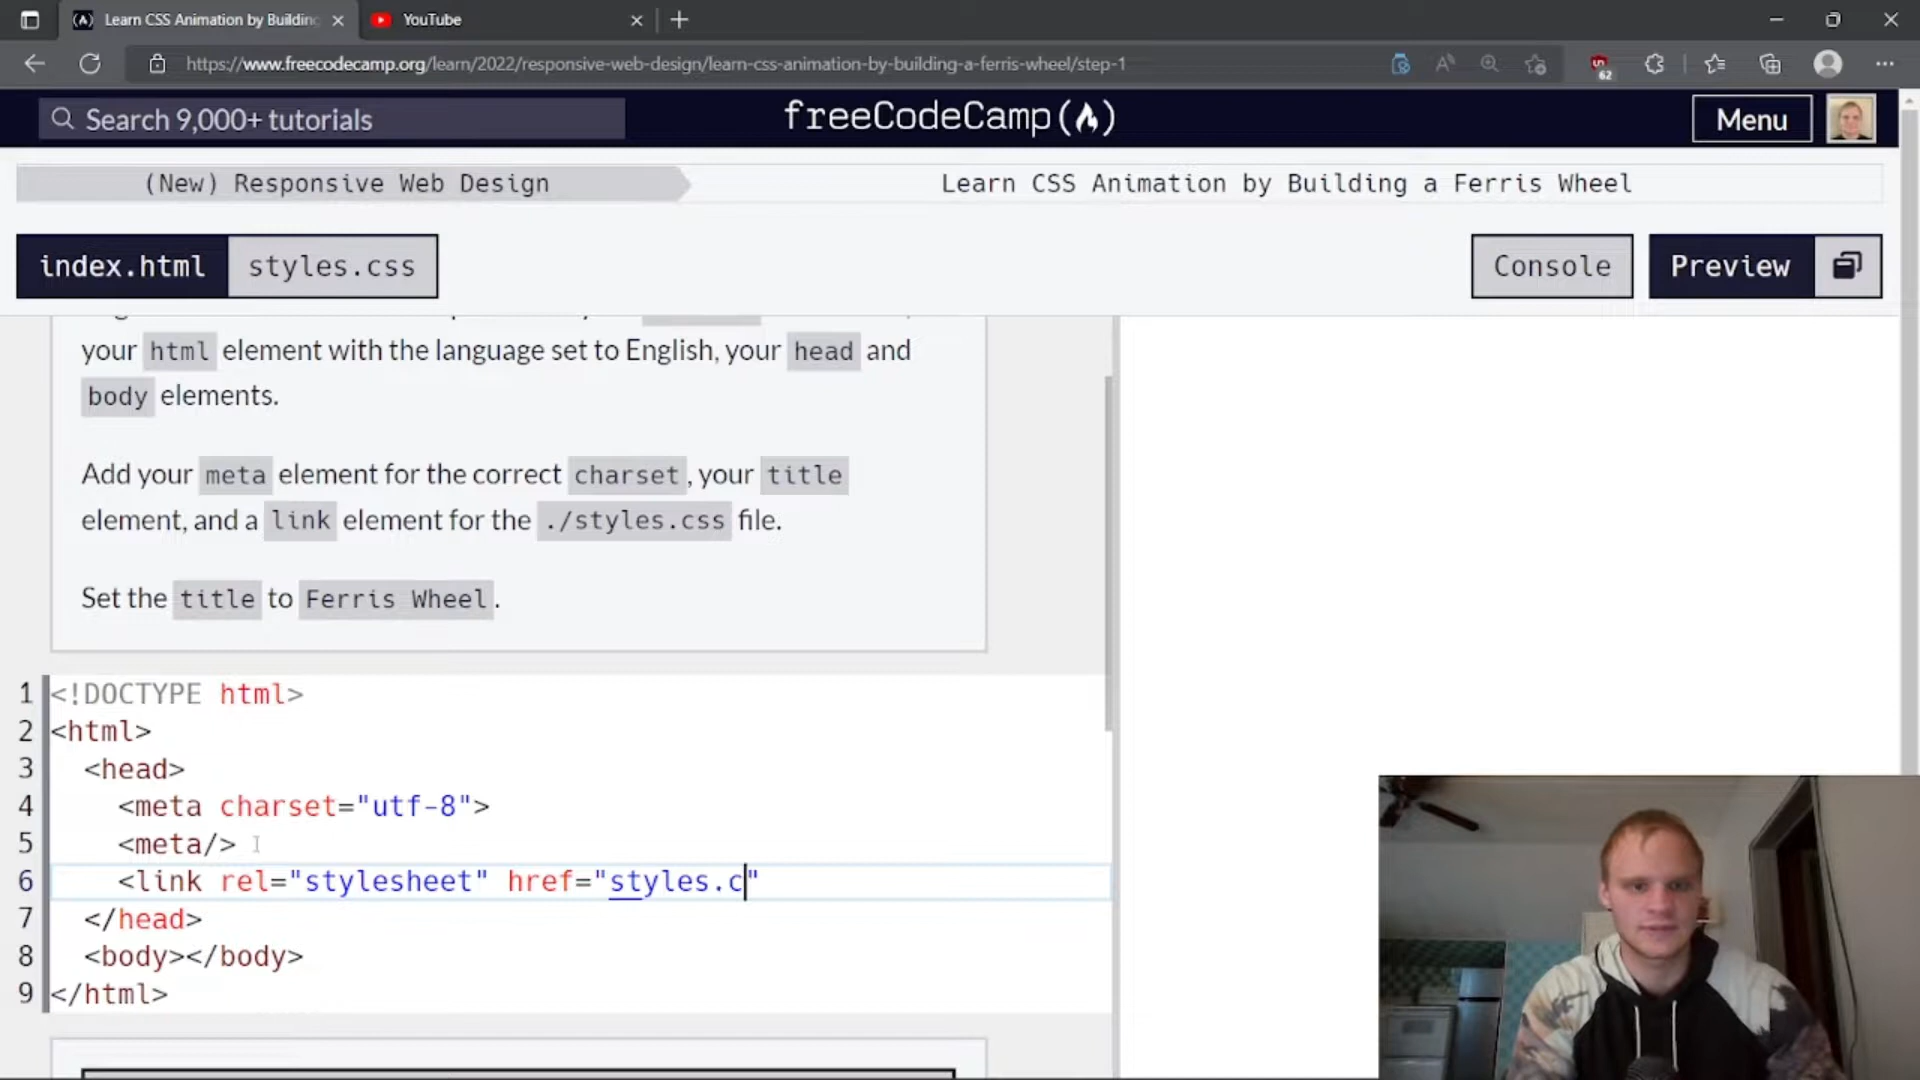 Learn CSS Animation by Buildin
YouTube
https://www.freecodecamp.org/learn/2022/responsive-web-design/learn-css-animation-by-building-a-ferris-wheel/step-1
62
Search 9,000+ tutorials
freeCodeCamp
Menu
(New) Responsive Web Design
Learn CSS Animation by Building a Ferris Wheel
index.html
styles.css
Console
Preview
your html element with the language set to English, your head and
body elements.
Add your meta element for the correct charset, your title
element, and a link element for the ./styles.css file.
Set the title to Ferris Wheel.
1 <!DOCTYPE html>
2 <html>
3 <head>
4 <meta charset="utf-8">
5 <meta/>
6 <link rel="stylesheet" href="styles.c"
7 </head>
8 <body></body>
9 </html>